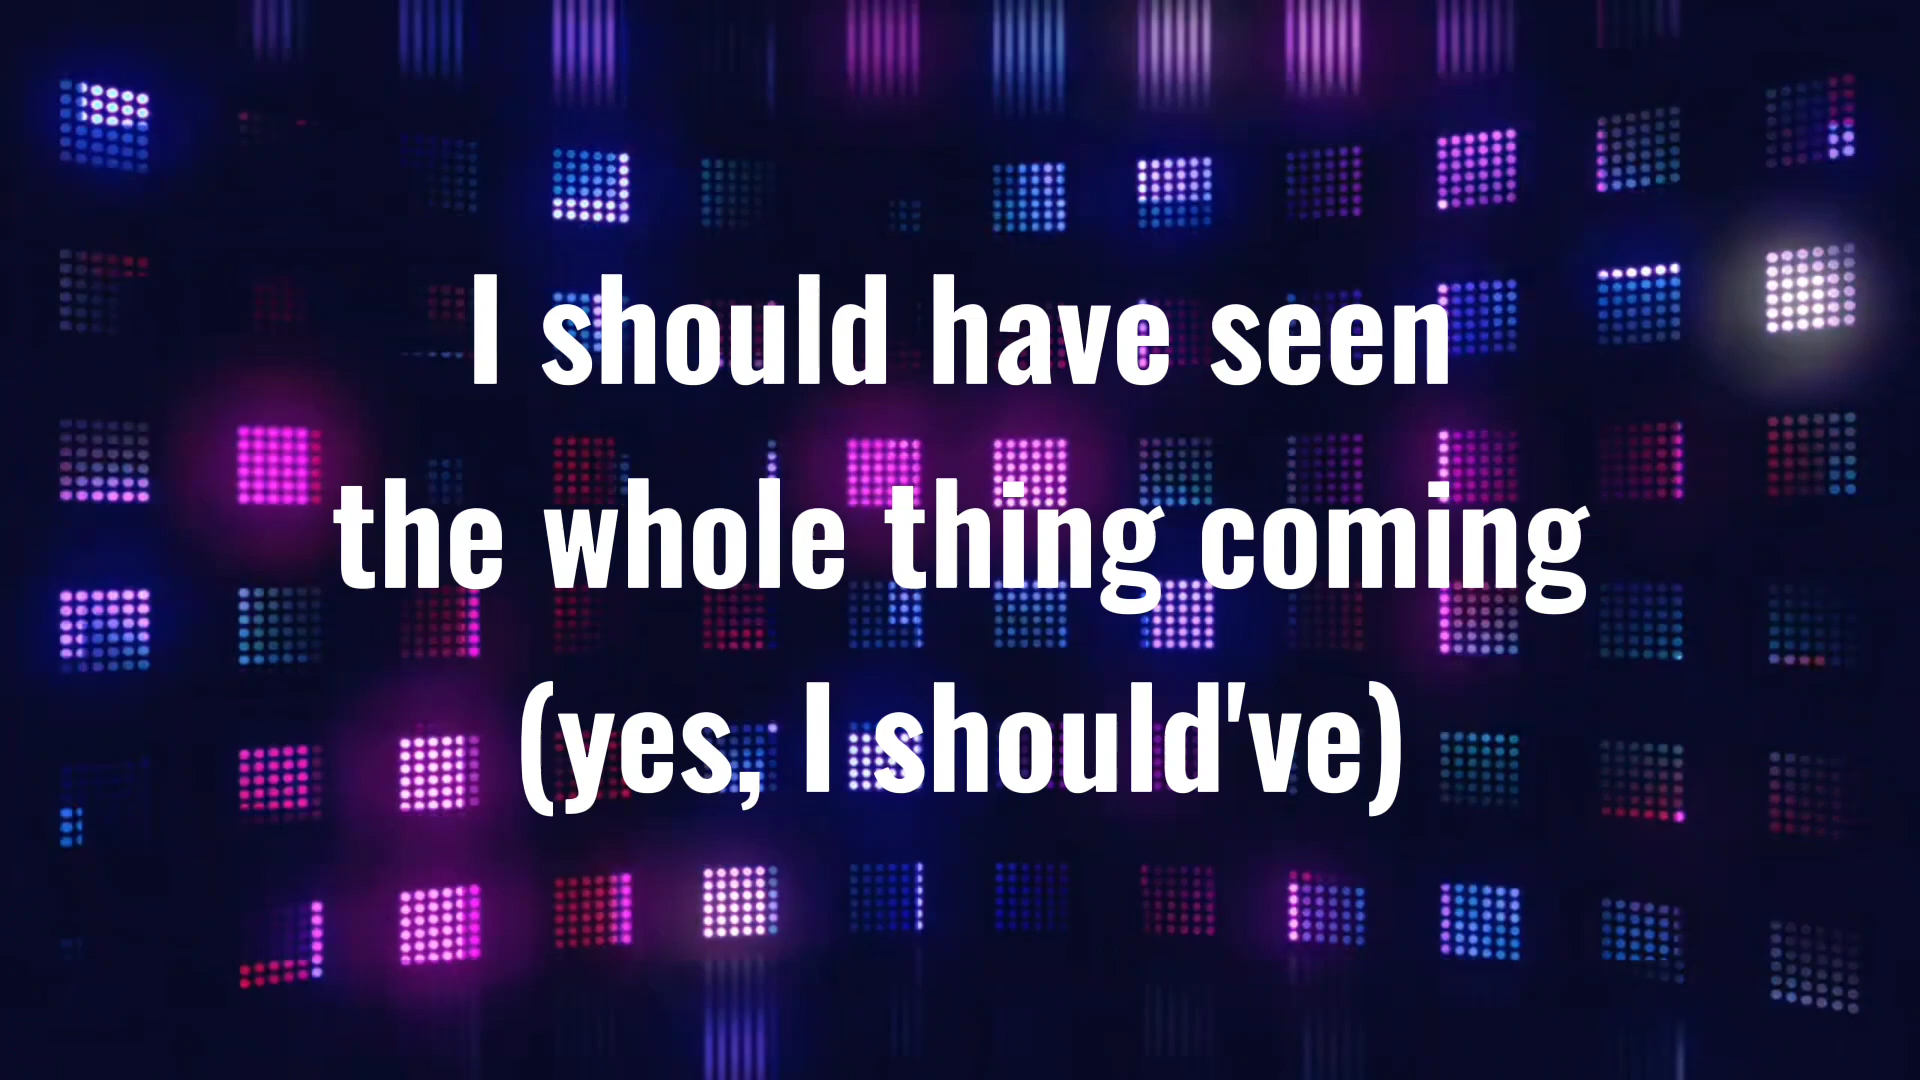 I should have seen
the whole thing coming
(yes, I should've)